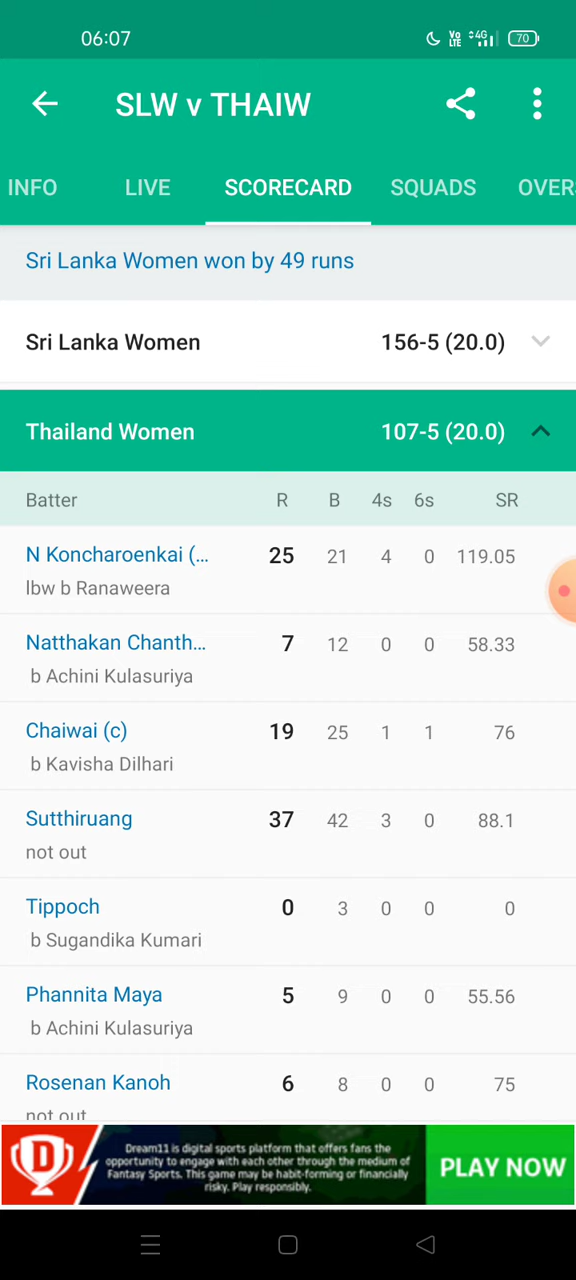 06:07
Vo LTE 4G 70
SLW v THAIW
INFO LIVE SCORECARD SQUADS OVER
Sri Lanka Women won by 49 runs
Sri Lanka Women 156-5 (20.0)
Thailand Women 107-5 (20.0)
Batter R B 4s 6s SR
N Koncharoenkai (... 25 21 4 0 119.05
lbw b Ranaweera
Natthakan Chanth... 7 12 0 0 58.33
b Achini Kulasuriya
Chaiwai (c) 19 25 1 1 76
b Kavisha Dilhari
Sutthiruang 37 42 3 0 88.1
not out
Tippoch 0 3 0 0 0
b Sugandika Kumari
Phannita Maya 5 9 0 0 55.56
b Achini Kulasuriya
Rosenan Kanoh 6 8 0 0 75
not out
D
Dream11 is digital sports platform that offers fans the
opportunity to engage with each other through the medium of
Fantasy Sports. This game may be habit-forming or financially
risky. Play responsibly.
PLAY NOW